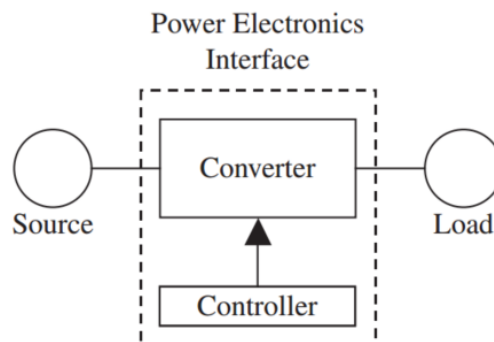 Power Electronics
Interface
Converter
Source
Load
Controller